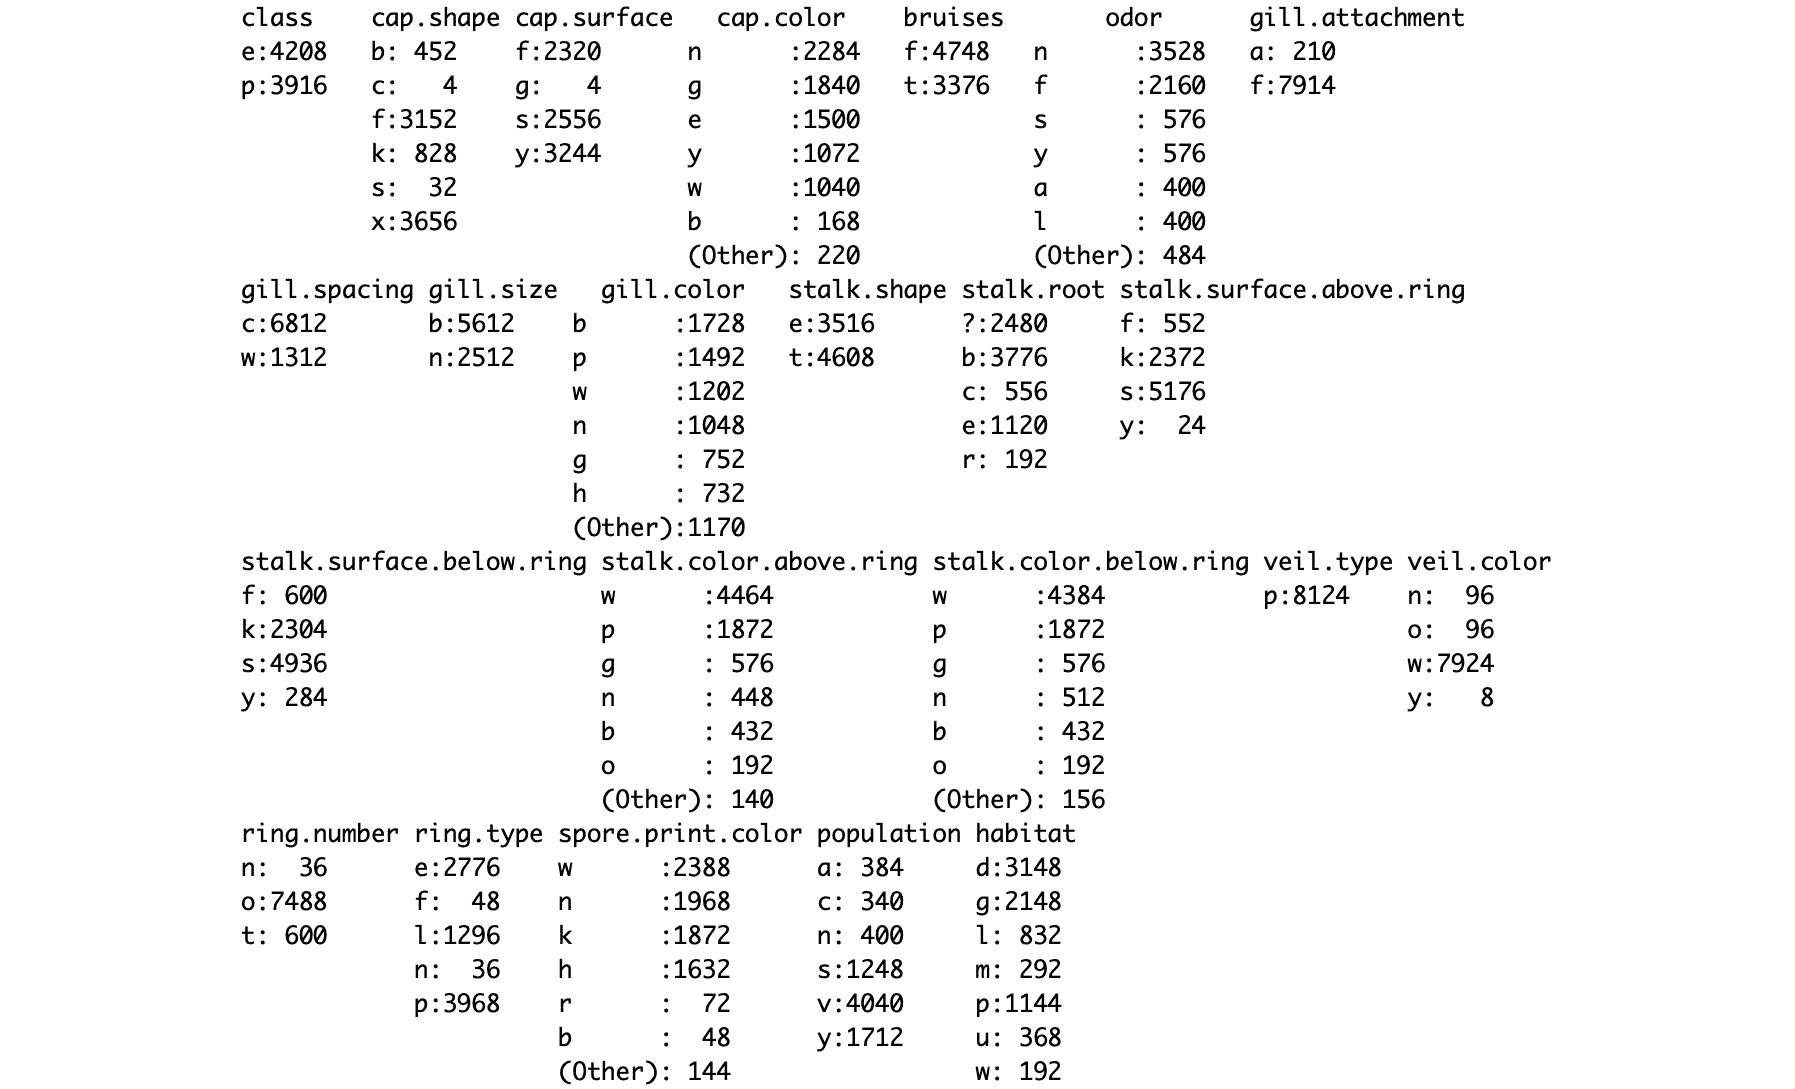 class cap.shape cap.surface cap.color bruises odor gill.attachment
e:4208 b: 452 f:2320 n :2284 f:4748 n :3528 a: 210
p:3916 c: 4 g: 4 g :1840 t:3376 f :2160 f:7914
f:3152 s:2556 e :1500 s : 576
k: 828 y:3244 y :1072 y : 576
s: 32 w :1040 a : 400
x:3656 b : 168 l : 400
(Other): 220 (Other): 484
gill.spacing gill.size gill.color stalk.shape stalk.root stalk.surface.above.ring
c:6812 b:5612 b :1728 e:3516 ?:2480 f: 552
w:1312 n:2512 p :1492 t:4608 b:3776 k:2372
w :1202 c: 556 s:5176
n :1048 e:1120 y: 24
g : 752 r: 192
h : 732
(Other):1170
stalk.surface.below.ring stalk.color.above.ring stalk.color.below.ring veil.type veil.color
f: 600 w :4464 w :4384 p:8124 n: 96
k:2304 p :1872 p :1872 o: 96
s:4936 g : 576 g : 576 w:7924
y: 284 n : 448 n : 512 y: 8
b : 432 b : 432
o : 192 o : 192
(Other): 140 (Other): 156
ring.number ring.type spore.print.color population habitat
n: 36 e:2776 w :2388 a: 384 d:3148
o:7488 f: 48 n :1968 c: 340 g:2148
t: 600 l:1296 k :1872 n: 400 l: 832
n: 36 h :1632 s:1248 m: 292
p:3968 r : 72 v:4040 p:1144
b : 48 y:1712 u: 368
(Other): 144 w: 192